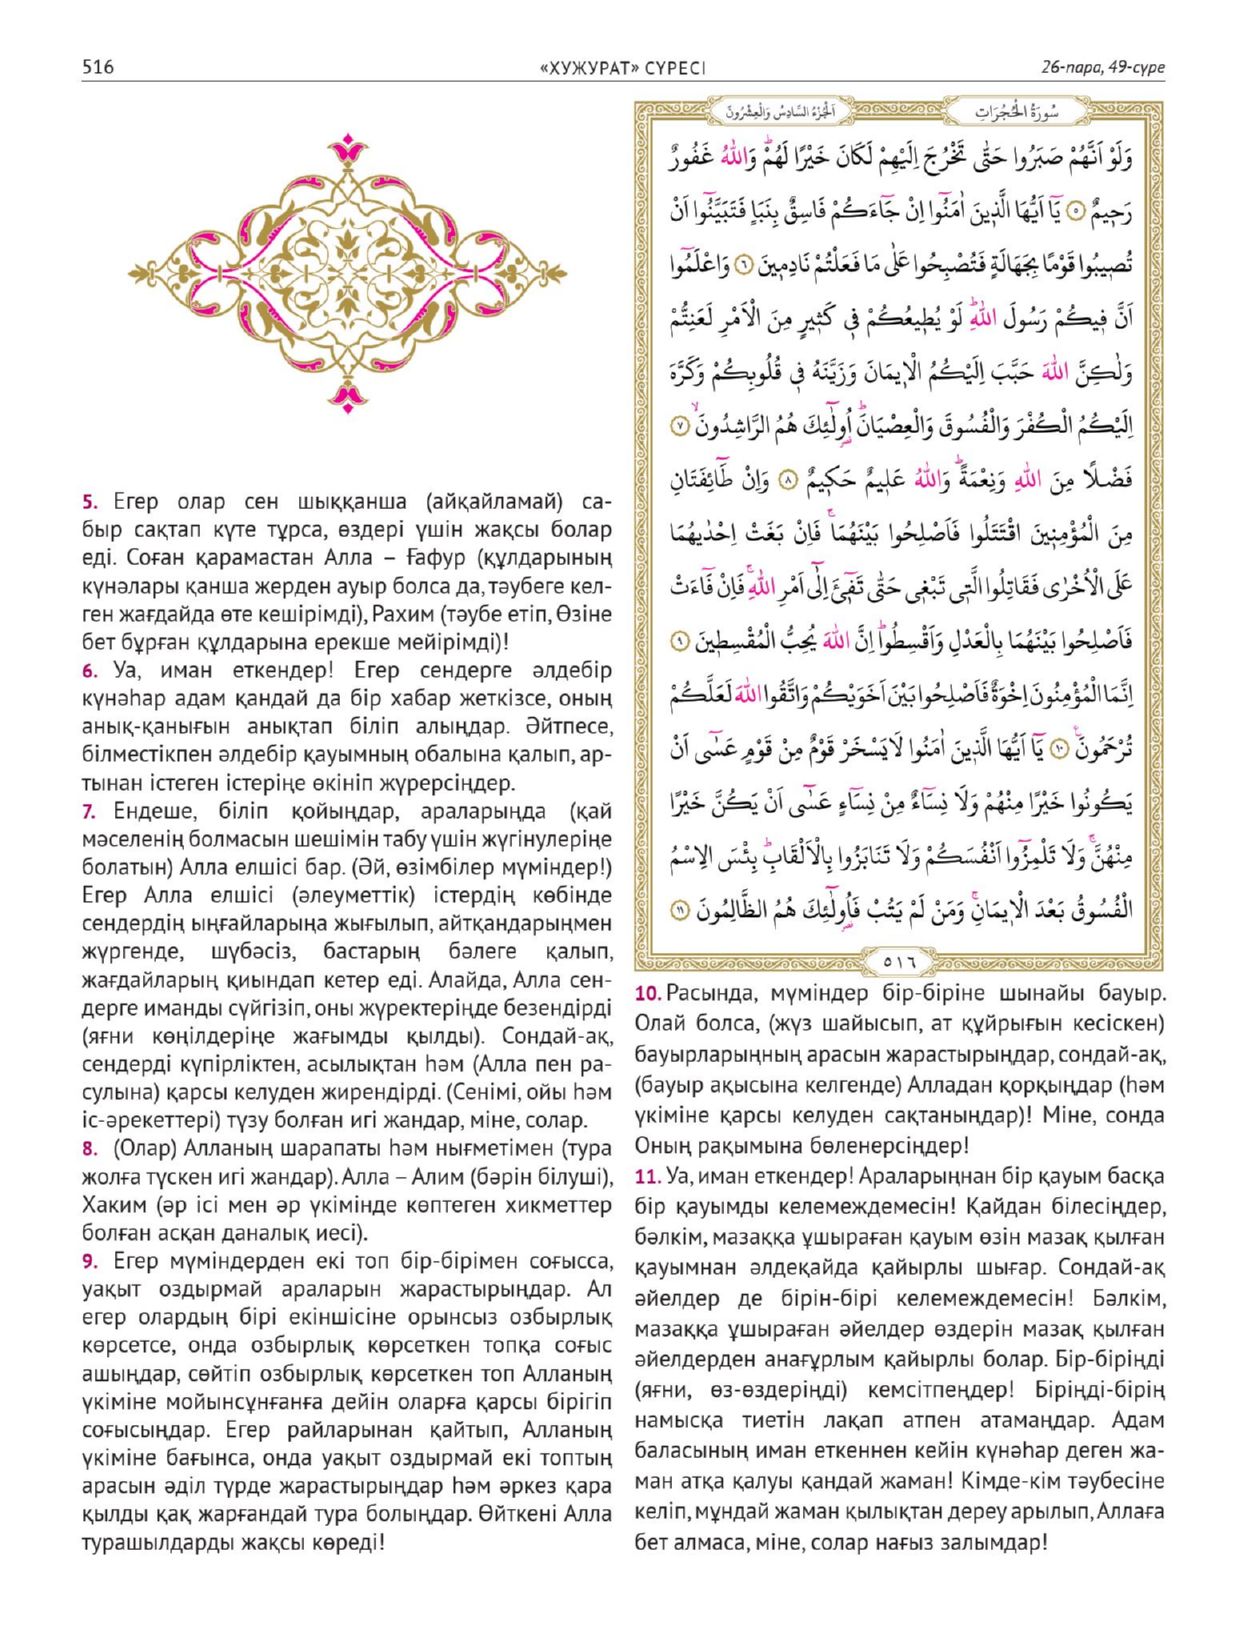 516
«ХУЖУРАТ» СҮРЕСІ
26-пара, 49-сүре
5. Егер олар сен шыққанша (айқайламай) са-
быр сақтап күте тұрса, өздері үшін жақсы болар
еді. Соған қарамастан Алла – Ғафур (құлдарының
күнәлары қанша жерден ауыр болса да, тәубеге кел-
ген жағдайда өте кешірімді), Рахим (тәубе етіп, Өзіне
бет бұрған құлдарына ерекше мейірімді)!
6. Уа, иман еткендер! Егер сендерге әлдебір
күнәһар адам қандай да бір хабар жеткізсе, оның
анық-қанығын анықтап біліп алыңдар. Әйтпесе,
білместікпен әлдебір қауымның обалына қалып, ар-
тынан істеген істеріңе өкініп жүрерсіңдер.
7. Ендеше, біліп қойыңдар, араларыңда (қай
мәселенің болмасын шешімін табу үшін жүгінулеріңе
болатын) Алла елшісі бар. (Әй, өзімбілер мүміндер!)
Егер Алла елшісі (әлеуметтік) істердің көбінде
сендердің ыңғайларыңа жығылып, айтқандарыңмен
жүргенде, шүбәсіз, бастарың бәлеге қалып,
жағдайларың қиындап кетер еді. Алайда, Алла сен-
дерге иманды сүйгізіп, оны жүректеріңде безендірді
(яғни көңілдеріңе жағымды қылды). Сондай-ақ,
сендерді күпірліктен, асылықтан һәм (Алла пен ра-
сулына) қарсы келуден жирендірді. (Сенімі, ойы һәм
іс-әрекеттері) түзу болған игі жандар, міне, солар.
8. (Олар) Алланың шарапаты һәм нығметімен (тура
жолға түскен игі жандар). Алла – Алим (бәрін білуші),
Хаким (әр ісі мен әр үкімінде көптеген хикметтер
болған асқан даналық иесі).
9. Егер мүміндерден екі топ бір-бірімен соғысса,
уақыт оздырмай араларын жарастырыңдар. Ал
егер олардың бірі екіншісіне орынсыз озбырлық
көрсетсе, онда озбырлық көрсеткен топқа соғыс
ашыңдар, сөйтіп озбырлық көрсеткен топ Алланың
үкіміне мойынсұнғанға дейін оларға қарсы бірігіп
соғысыңдар. Егер райларынан қайтып, Алланың
үкіміне бағынса, онда уақыт оздырмай екі топтың
арасын әділ түрде жарастырыңдар һәм әркез қара
қылды қақ жарғандай тура болыңдар. Өйткені Алла
турашылдарды жақсы көреді!
سُورَةُ الْحُجُرَاتِ
اَلْجُزْءُ السَّادِسُ وَالْعِشْرُونَ
وَلَوْ اَنَّهُمْ صَبَرُوا حَتّٰى تَخْرُجَ اِلَيْهِمْ لَكَانَ خَيْرًا لَهُمْۜ وَاللّٰهُ غَفُورٌ
رَحٖيمٌ ﴿٥﴾ يَٓا اَيُّهَا الَّذٖينَ اٰمَنُٓوا اِنْ جَٓاءَكُمْ فَاسِقٌ بِنَبَإٍ فَتَبَيَّنُٓوا اَنْ
تُصٖيبُوا قَوْمًا بِجَهَالَةٍ فَتُصْبِحُوا عَلٰى مَا فَعَلْتُمْ نَادِمٖينَ ﴿٦﴾ وَاعْلَمُٓوا
اَنَّ فٖيكُمْ رَسُولَ اللّٰهِۜ لَوْ يُطٖيعُكُمْ فٖى كَثٖيرٍ مِنَ الْاَمْرِ لَعَنِتُّمْ
وَلٰكِنَّ اللّٰهَ حَبَّبَ اِلَيْكُمُ الْاٖيمَانَ وَزَيَّنَهُ فٖى قُلُوبِكُمْ وَكَرَّهَ
اِلَيْكُمُ الْكُفْرَ وَالْفُسُوقَ وَالْعِصْيَانَۜ اُو۬لٰٓئِكَ هُمُ الرَّاشِدُونَۙ ﴿٧﴾
فَضْلًا مِنَ اللّٰهِ وَنِعْمَةًۜ وَاللّٰهُ عَلٖيمٌ حَكٖيمٌ ﴿٨﴾ وَاِنْ طَٓائِفَتَانِ
مِنَ الْمُؤْمِنٖينَ اقْتَتَلُوا فَاَصْلِحُوا بَيْنَهُمَاۚ فَاِنْ بَغَتْ اِحْدٰيهُمَا
عَلَى الْاُخْرٰى فَقَاتِلُوا الَّتٖى تَبْغٖى حَتّٰى تَفٖٓئَ اِلٰٓى اَمْرِ اللّٰهِۚ فَاِنْ فَٓاءَتْ
فَاَصْلِحُوا بَيْنَهُمَا بِالْعَدْلِ وَاَقْسِطُواۜ اِنَّ اللّٰهَ يُحِبُّ الْمُقْسِطٖينَ ﴿٩﴾
اِنَّمَا الْمُؤْمِنُونَ اِخْوَةٌ فَاَصْلِحُوا بَيْنَ اَخَوَيْكُمْ وَاتَّقُوا اللّٰهَ لَعَلَّكُمْ
تُرْحَمُونَۚ ﴿١٠﴾ يَٓا اَيُّهَا الَّذٖينَ اٰمَنُوا لَا يَسْخَرْ قَوْمٌ مِنْ قَوْمٍ عَسٰٓى اَنْ
يَكُونُوا خَيْرًا مِنْهُمْ وَلَا نِسَٓاءٌ مِنْ نِسَٓاءٍ عَسٰٓى اَنْ يَكُنَّ خَيْرًا
مِنْهُنَّۚ وَلَا تَلْمِزُٓوا اَنْفُسَكُمْ وَلَا تَنَابَزُوا بِالْاَلْقَابِۜ بِئْسَ الِاسْمُ
الْفُسُوقُ بَعْدَ الْاٖيمَانِۚ وَمَنْ لَمْ يَتُبْ فَاُو۬لٰٓئِكَ هُمُ الظَّالِمُونَ ﴿١١﴾
٥١٦
10. Расында, мүміндер бір-біріне шынайы бауыр.
Олай болса, (жүз шайысып, ат құйрығын кесіскен)
бауырларыңның арасын жарастырыңдар, сондай-ақ,
(бауыр ақысына келгенде) Алладан қорқыңдар (һәм
үкіміне қарсы келуден сақтаныңдар)! Міне, сонда
Оның рақымына бөленерсіңдер!
11. Уа, иман еткендер! Араларыңнан бір қауым басқа
бір қауымды келемеждемесін! Қайдан білесіңдер,
бәлкім, мазаққа ұшыраған қауым өзін мазақ қылған
қауымнан әлдеқайда қайырлы шығар. Сондай-ақ
әйелдер де бірін-бірі келемеждемесін! Бәлкім,
мазаққа ұшыраған әйелдер өздерін мазақ қылған
әйелдерден анағұрлым қайырлы болар. Бір-біріңді
(яғни, өз-өздеріңді) кемсітпеңдер! Біріңді-бірің
намысқа тиетін лақап атпен атамаңдар. Адам
баласының иман еткеннен кейін күнәһар деген жа-
ман атқа қалуы қандай жаман! Кімде-кім тәубесіне
келіп, мұндай жаман қылықтан дереу арылып, Аллаға
бет алмаса, міне, солар нағыз залымдар!